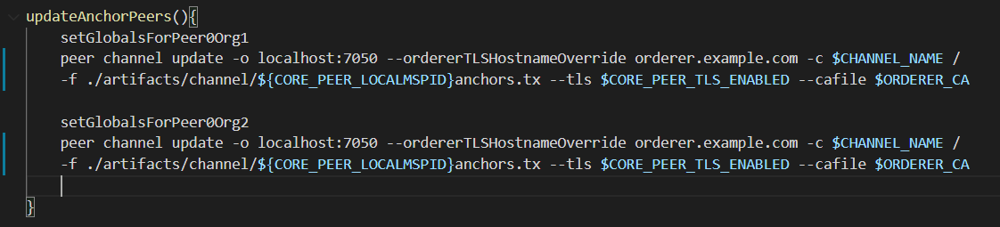 updateAnchorPeers(){
setGlobalsForPeer0Org1
peer channel update -o localhost:7050 --ordererTLSHostnameOverride orderer.example.com -c $CHANNEL_NAME /
-f ./artifacts/channel/${CORE_PEER_LOCALMSPID}anchors.tx --tls $CORE_PEER_TLS_ENABLED --cafile $ORDERER_CA
setGlobalsForPeer0Org2
peer channel update -o localhost:7050 --ordererTLSHostnameOverride orderer.example.com -c $CHANNEL_NAME /
-f ./artifacts/channel/${CORE_PEER_LOCALMSPID}anchors.tx --tls $CORE_PEER_TLS_ENABLED --cafile $ORDERER_CA
}